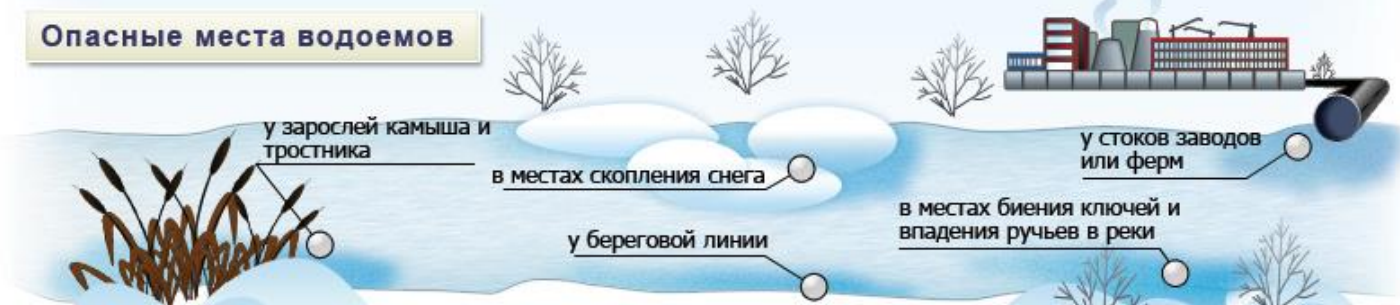 Опасные места водоемов
у зарослей камыша и
тростника
в местах скопления снега
у стоков заводов
или ферм
у береговой линии
в местах биения ключей и
впадения ручьев в реки